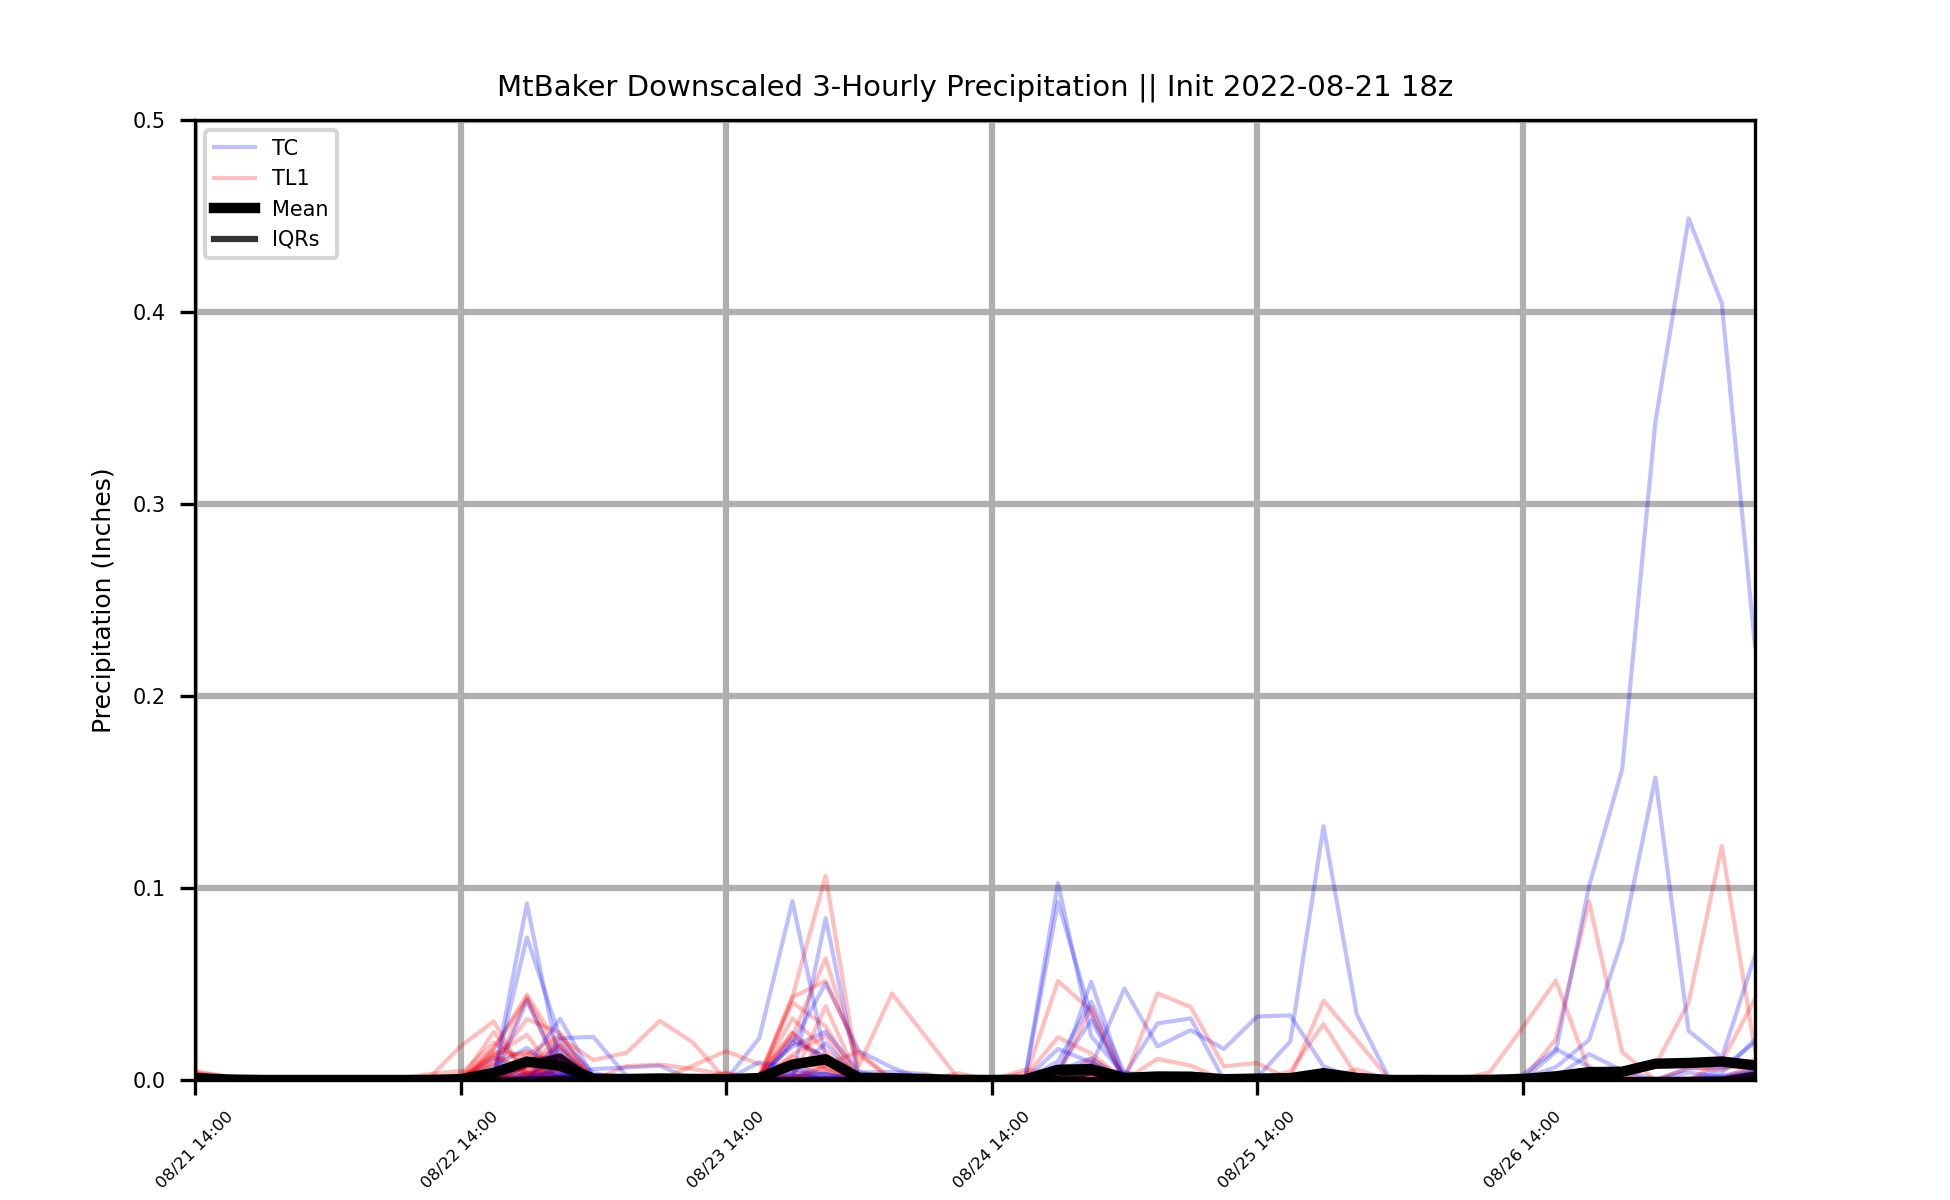 MtBaker Downscaled 3-Hourly Precipitation || Init 2022-08-21 18z
TC
TL1
Mean
IQRs
Precipitation (Inches)
0.5
0.4
0.3
0.2
0.1
0.0
08/21 14:00
08/22 14:00
08/23 14:00
08/24 14:00
08/25 14:00
08/26 14:00